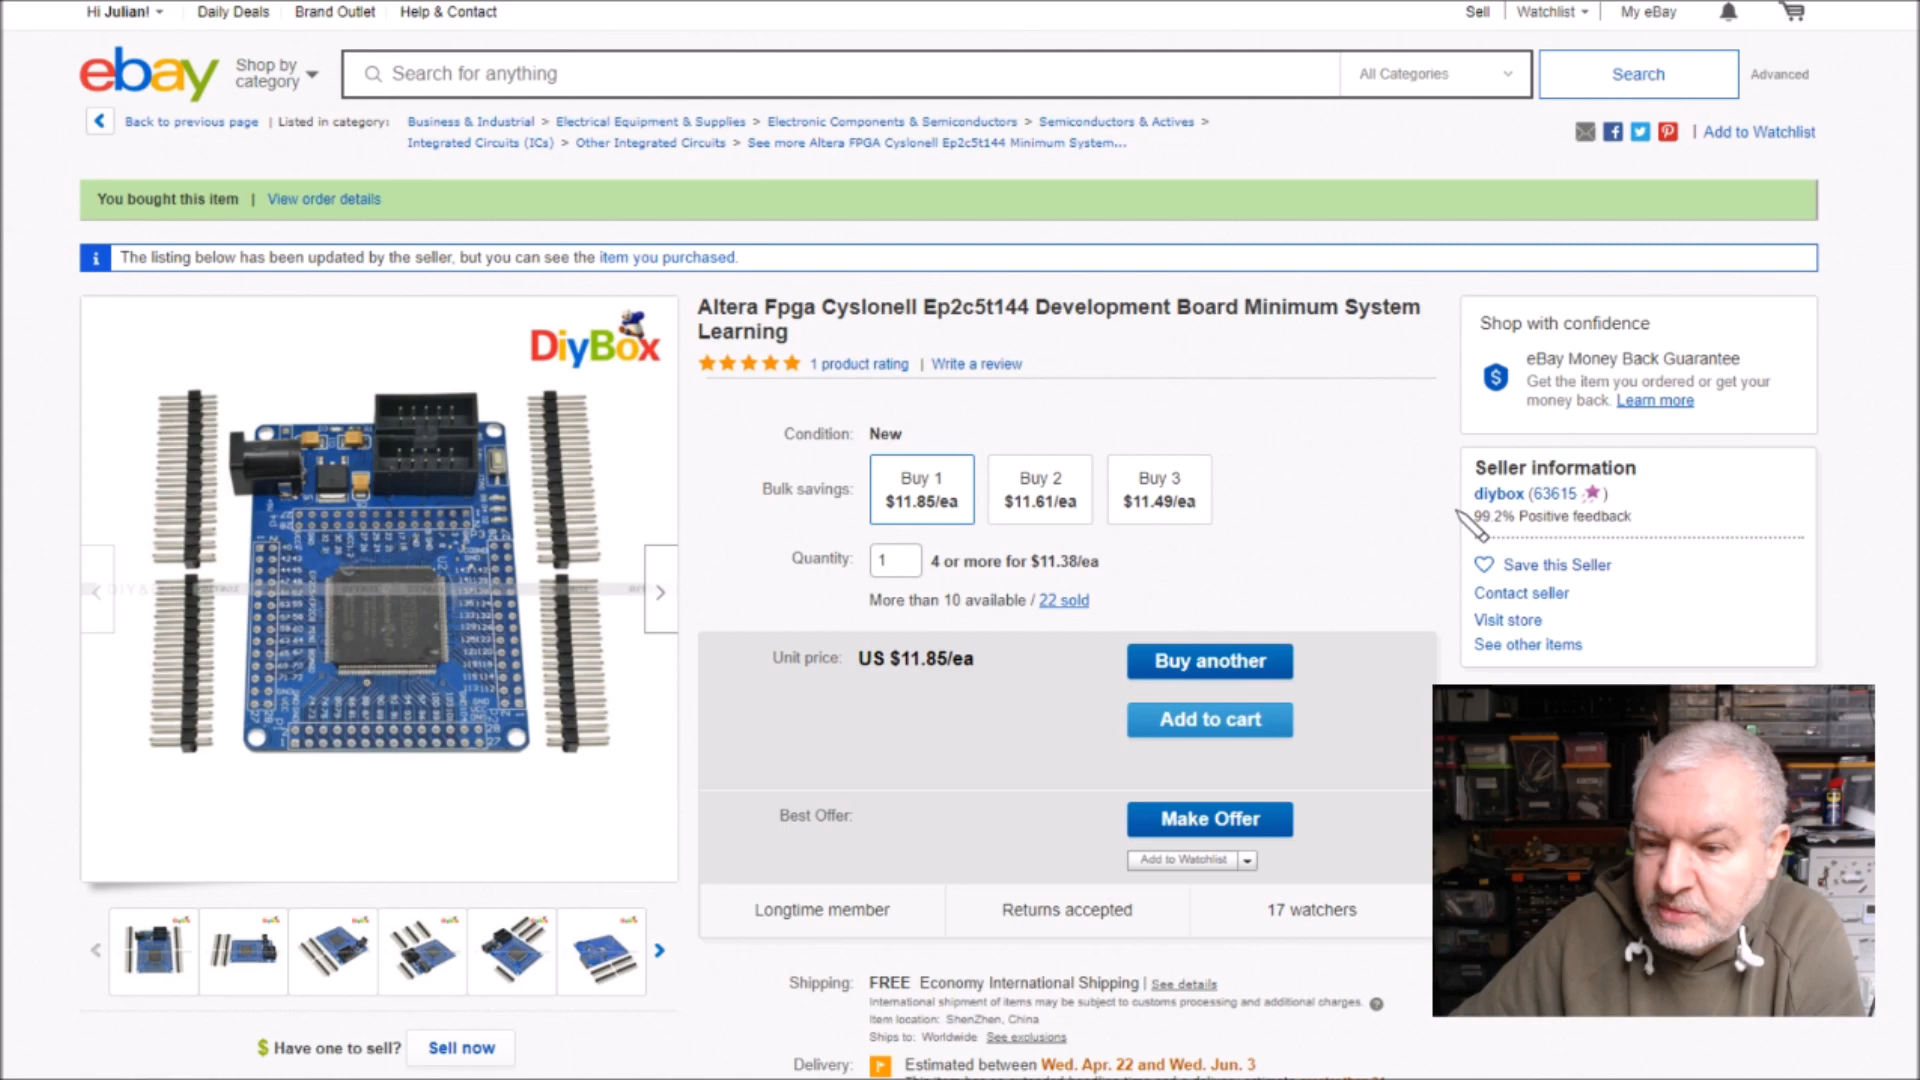 Hi Julian!
Daily Deals
Brand Outlet
Help & Contact
Sell
Watchlist
My eBay
ebay
Shop by
category
Search for anything
All Categories
Search
Advanced
Back to previous page | Listed in category:
Business & Industrial > Electrical Equipment & Supplies > Electronic Components & Semiconductors > Semiconductors & Actives >
Integrated Circuits (ICs) > Other Integrated Circuits > See more Altera FPGA Cyslonell Ep2c5t144 Minimum System...
| Add to Watchlist
You bought this item | View order details
The listing below has been updated by the seller, but you can see the item you purchased.
DiyBox
Altera Fpga Cyslonell Ep2c5t144 Development Board Minimum System
Learning
1 product rating | Write a review
Condition: New
Bulk savings:
Buy 1
$11.85/ea
Buy 2
$11.61/ea
Buy 3
$11.49/ea
Quantity: 1 4 or more for $11.38/ea
More than 10 available / 22 sold
Unit price: US $11.85/ea
Buy another
Add to cart
Best Offer:
Make Offer
Add to Watchlist
Longtime member
Returns accepted
17 watchers
Shipping: FREE Economy International Shipping | See details
International shipment of items may be subject to customs processing and additional charges.
Item location: ShenZhen, China
Ships to: Worldwide See exclusions
Delivery: Estimated between Wed. Apr. 22 and Wed. Jun. 3
Shop with confidence
eBay Money Back Guarantee
Get the item you ordered or get your
money back. Learn more
Seller information
diybox (63615)
99.2% Positive feedback
Save this Seller
Contact seller
Visit store
See other items
$ Have one to sell? Sell now